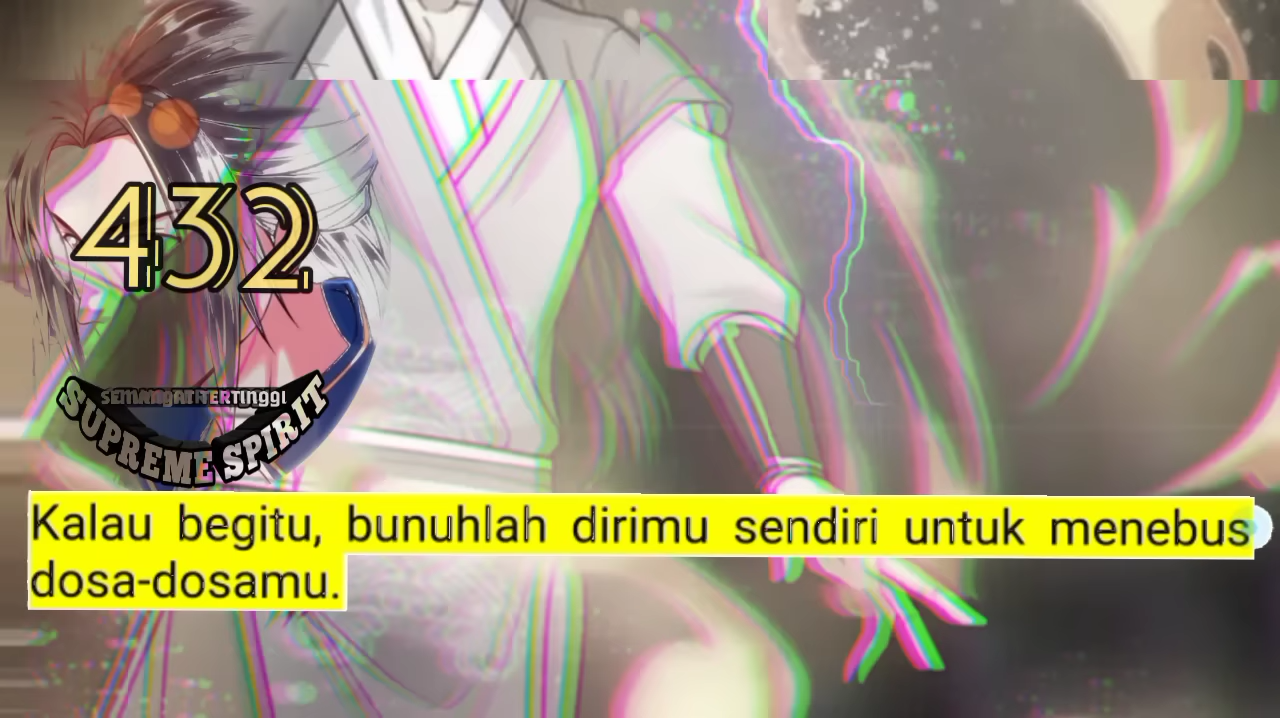 432
SEMANGAT TERTINGGI
SUPREME SPIRIT
Kalau begitu, bunuhlah dirimu sendiri untuk menebus
dosa-dosamu.